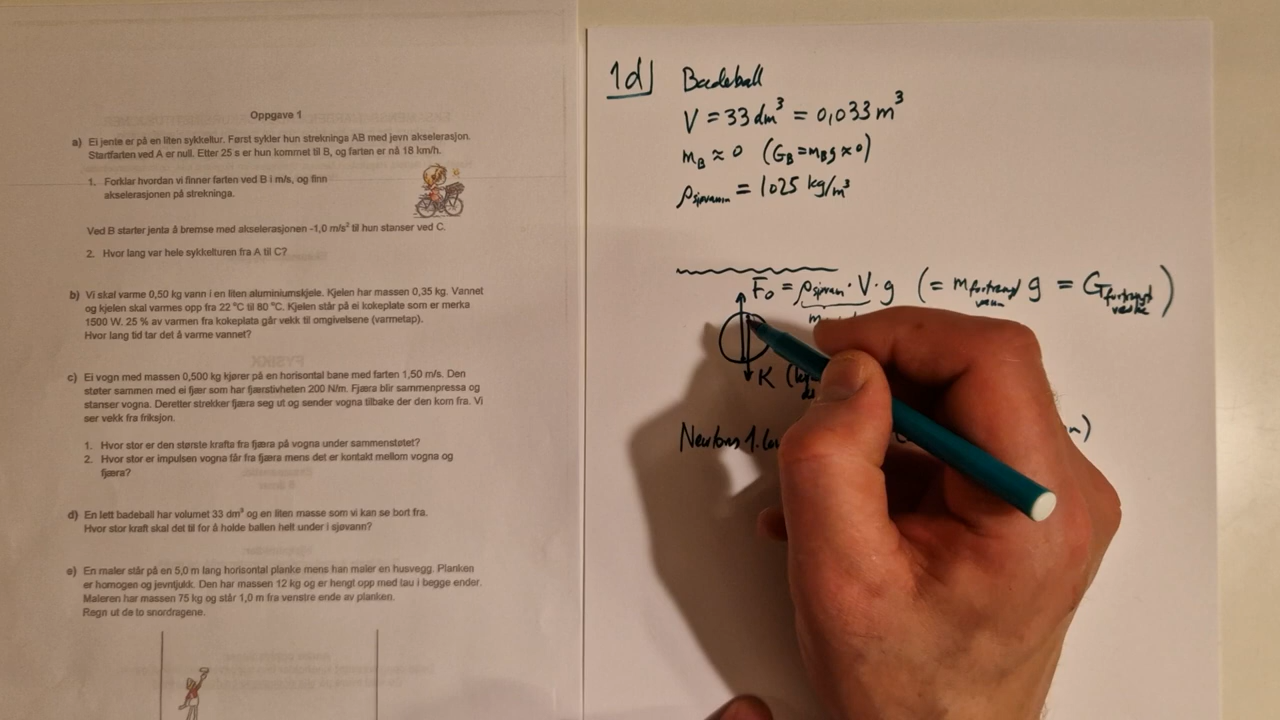 Oppgave 1
a) Ei jente er på en liten sykkeltur. Først sykler hun strekninga AB med jevn akselerasjon.
Startfarten ved A er null. Etter 25 s er hun kommet til B, og farten er nå 18 km/h.
1. Forklar hvordan vi finner farten ved B i m/s, og finn
akselerasjonen på strekninga.
Ved B starter jenta å bremse med akselerasjonen -1,0 m/s² til hun stanser ved C.
2. Hvor lang var hele sykkelturen fra A til C?
b) Vi skal varme 0,50 kg vann i en liten aluminiumskjele. Kjelen har massen 0,35 kg. Vannet
og kjelen skal varmes opp fra 22 °C til 80 °C. Kjelen står på ei kokeplate som er merka
1500 W. 25 % av varmen fra kokeplata går vekk til omgivelsene (varmetap).
Hvor lang tid tar det å varme vannet?
c) Ei vogn med massen 0,500 kg kjører på en horisontal bane med farten 1,50 m/s. Den
støter sammen med ei fjær som har fjærstivheten 200 N/m. Fjæra blir sammenpressa og
stanser vogna. Deretter strekker fjæra seg ut og sender vogna tilbake der den kom fra. Vi
ser vekk fra friksjon.
1. Hvor stor er den største krafta fra fjæra på vogna under sammenstøtet?
2. Hvor stor er impulsen vogna får fra fjæra mens det er kontakt mellom vogna og
fjæra?
d) En lett badeball har volumet 33 dm³ og en liten masse som vi kan se bort fra.
Hvor stor kraft skal det til for å holde ballen helt under i sjøvann?
e) En maler står på en 5,0 m lang horisontal planke mens han maler en husvegg. Planken
er homogen og jevntjukk. Den har massen 12 kg og er hengt opp med tau i begge ender.
Maleren har massen 75 kg og står 1,0 m fra venstre ende av planken.
Regn ut de to snordragene.
1d) Badeball
V = 33 dm³ = 0,033 m³
m_B ≈ 0 (G_B = m_B g ≈ 0)
ρ_sjøvann = 1025 kg/m³
F_o = ρ_sjøvann · V · g (= m_fortrengt vann g = G_fortrengt væske)
K
Newtons 1. lov